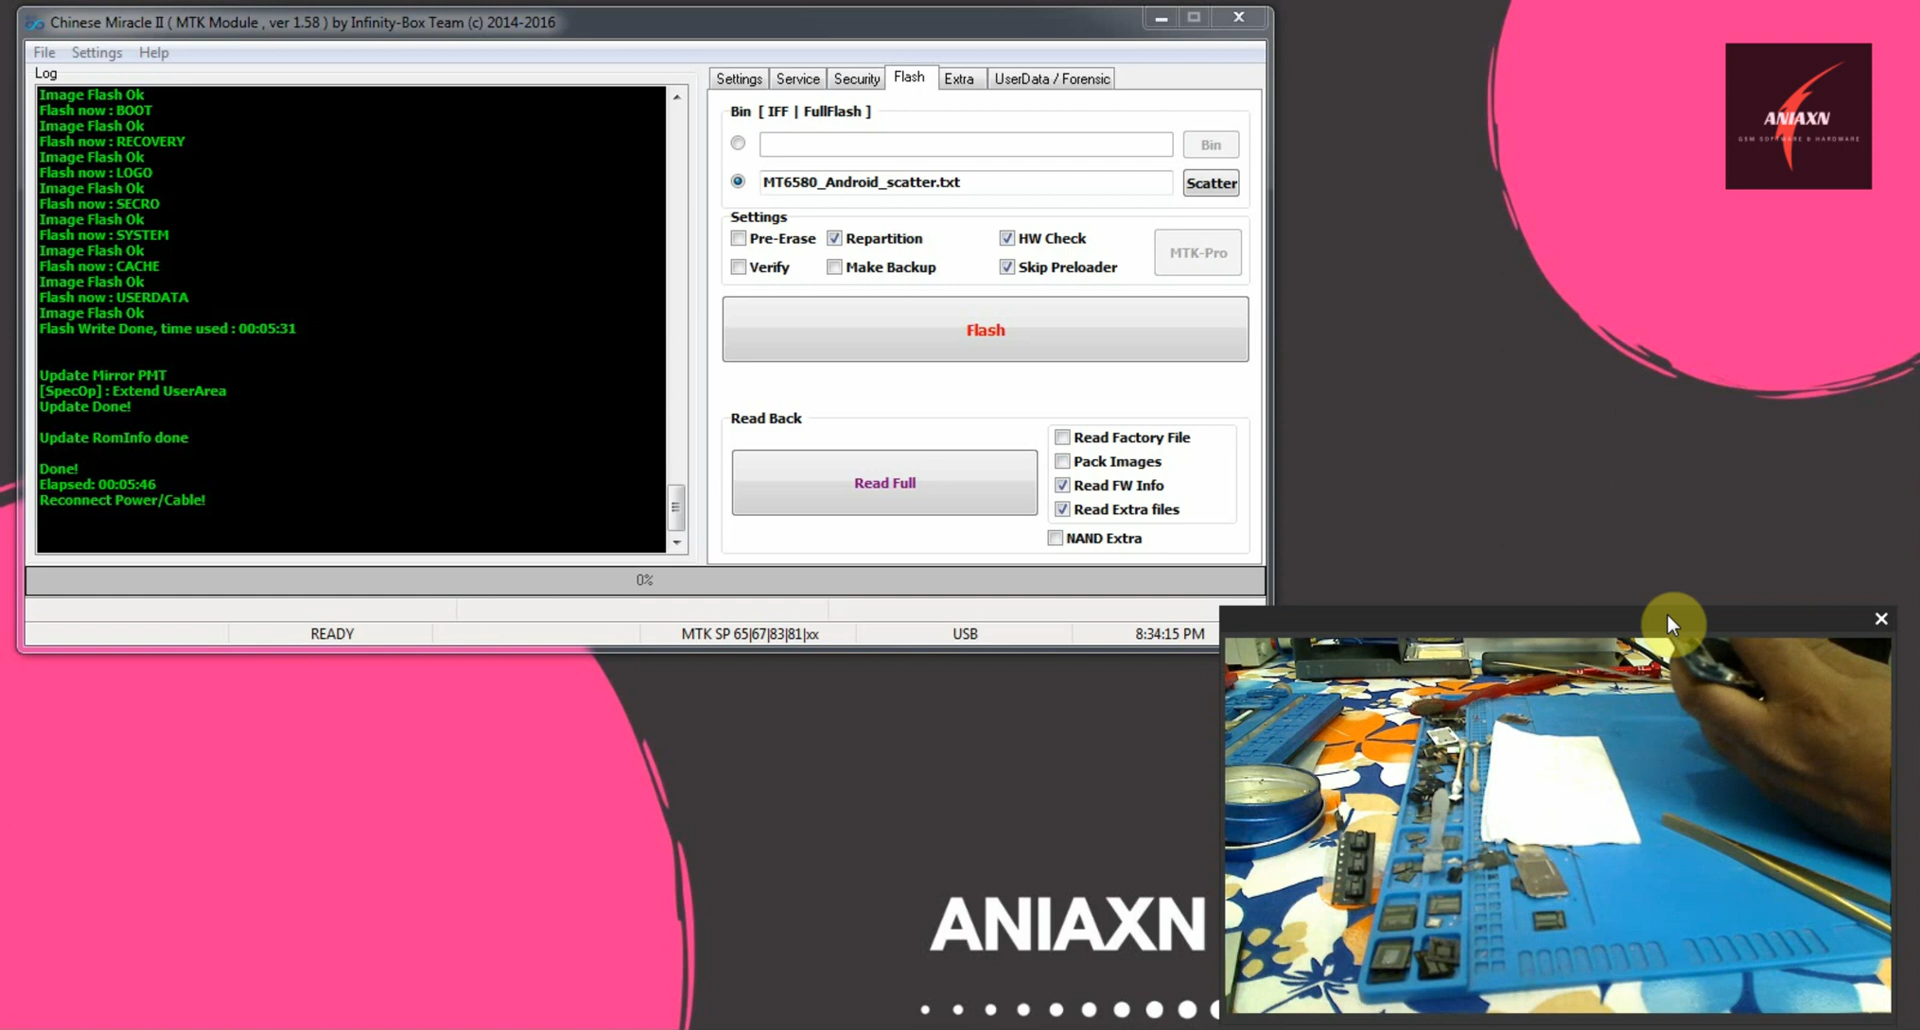 Chinese Miracle II ( MTK Module , ver 1.58 ) by Infinity-Box Team (c) 2014-2016
File Settings Help
Log
Image Flash Ok
Flash now : BOOT
Image Flash Ok
Flash now : RECOVERY
Image Flash Ok
Flash now : LOGO
Image Flash Ok
Flash now : SECRO
Image Flash Ok
Flash now : SYSTEM
Image Flash Ok
Flash now : CACHE
Image Flash Ok
Flash now : USERDATA
Image Flash Ok
Flash Write Done, time used : 00:05:31
Update Mirror PMT
[SpecOp] : Extend UserArea
Update Done!
Update RomInfo done
Done!
Elapsed: 00:05:46
Reconnect Power/Cable!
Settings Service Security Flash Extra UserData / Forensic
Bin [ IFF | FullFlash ]
Bin
MT6580_Android_scatter.txt Scatter
Settings
Pre-Erase Repartition HW Check
MTK-Pro
Verify Make Backup Skip Preloader
Flash
Read Back
Read Full
Read Factory File
Pack Images
Read FW Info
Read Extra files
NAND Extra
0%
READY MTK SP 65|67|83|81|xx USB 8:34:15 PM
ANIAXN
GSM SOFTWARE & HARDWARE
ANIAXN